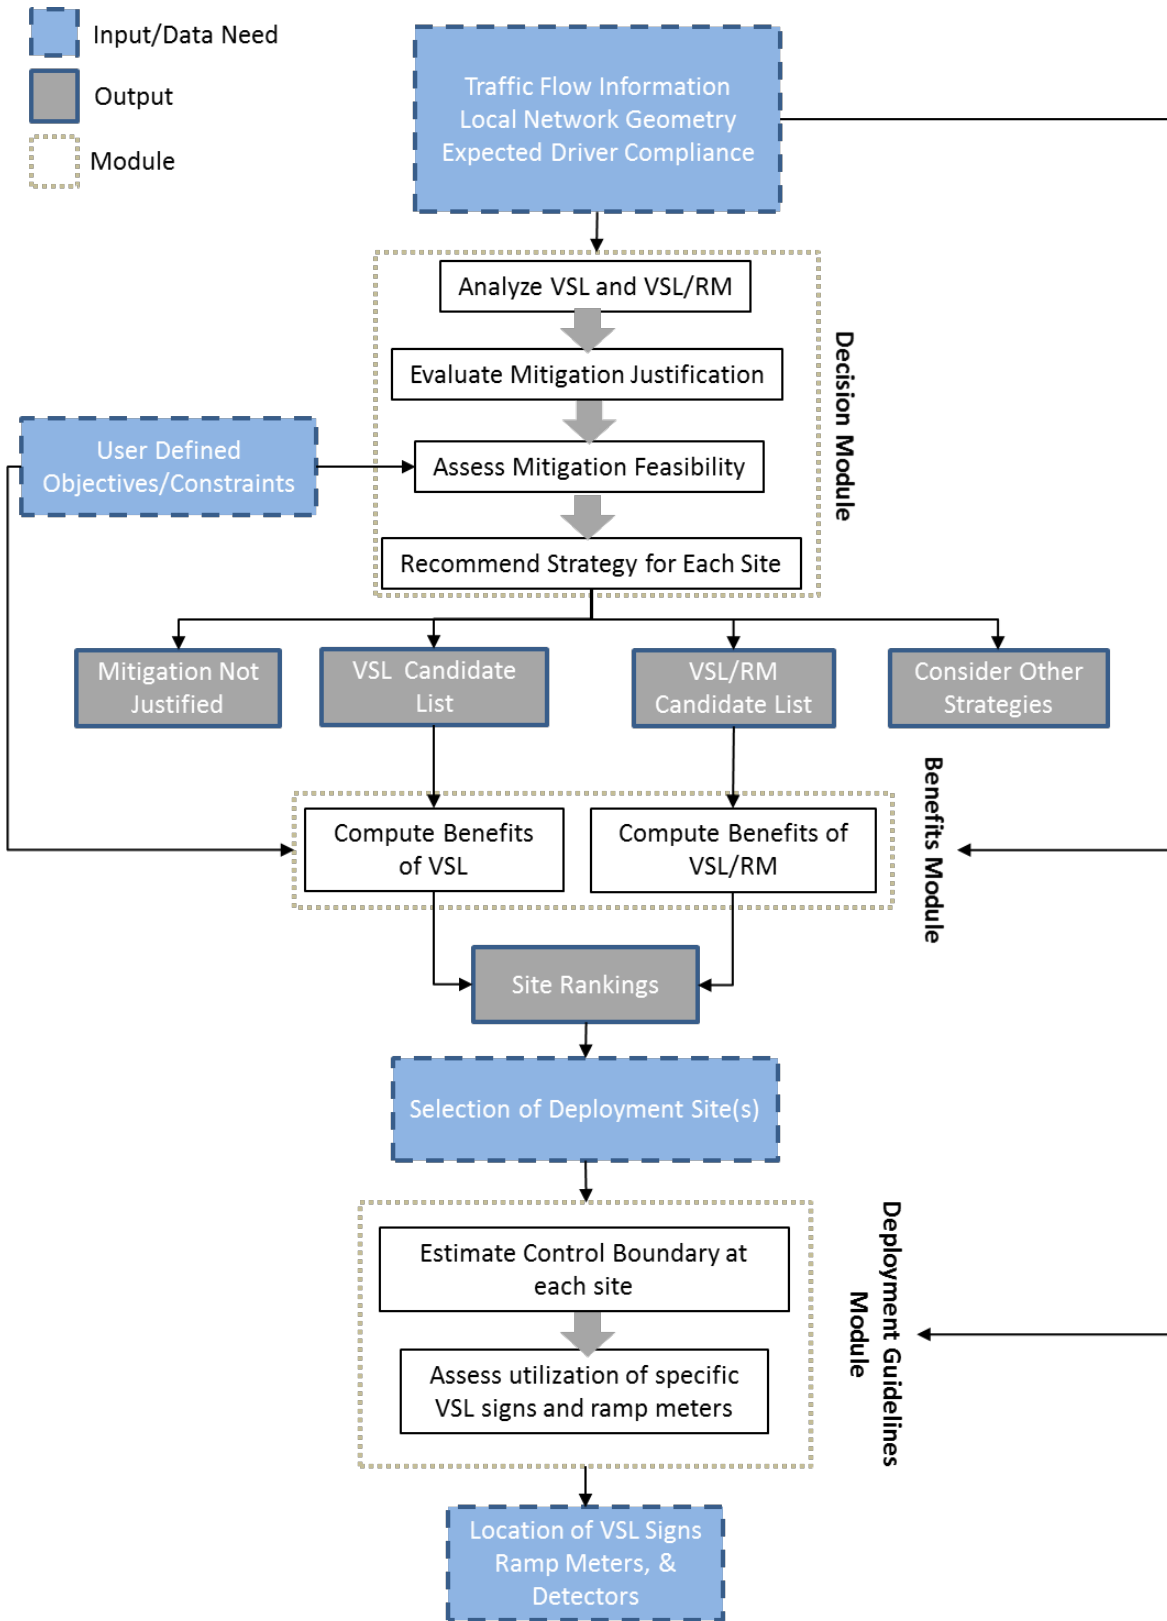 Input/Data Need
Output
Module
Traffic Flow Information
Local Network Geometry
Expected Driver Compliance
Analyze VSL and VSL/RM
Evaluate Mitigation Justification
Assess Mitigation Feasibility
Recommend Strategy for Each Site
Decision Module
User Defined
Objectives/Constraints
Mitigation Not
Justified
VSL Candidate
List
VSL/RM
Candidate List
Consider Other
Strategies
Compute Benefits
of VSL
Compute Benefits of
VSL/RM
Benefits Module
Site Rankings
Selection of Deployment Site(s)
Estimate Control Boundary at
each site
Assess utilization of specific
VSL signs and ramp meters
Deployment Guidelines
Module
Location of VSL Signs
Ramp Meters, &
Detectors